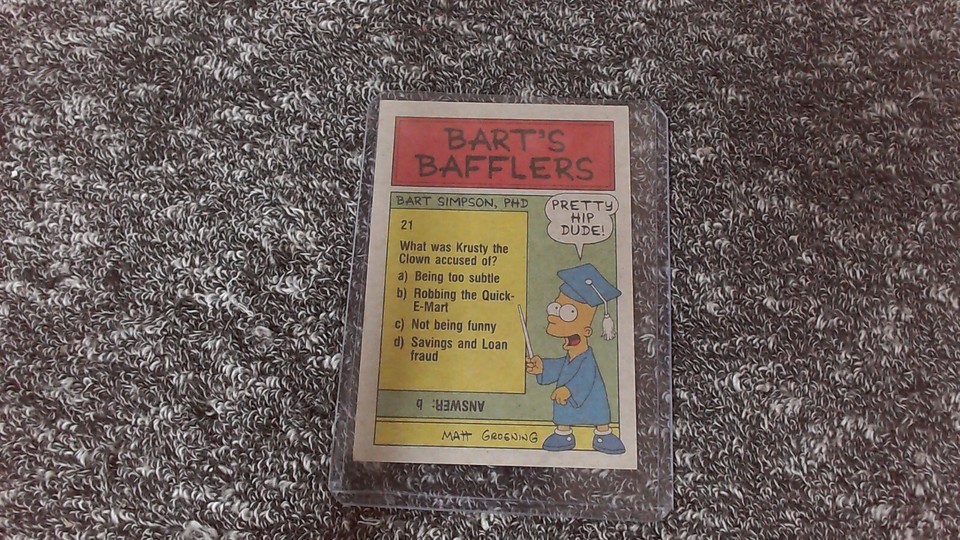 BART'S
BAFFLERS
BART SIMPSON, PHD
PRETTY
HIP
DUDE!
21
What was Krusty the
Clown accused of?
a) Being too subtle
b) Robbing the Quick-
E-Mart
c) Not being funny
d) Savings and Loan
fraud
ANSWER: b
MATT GROENING